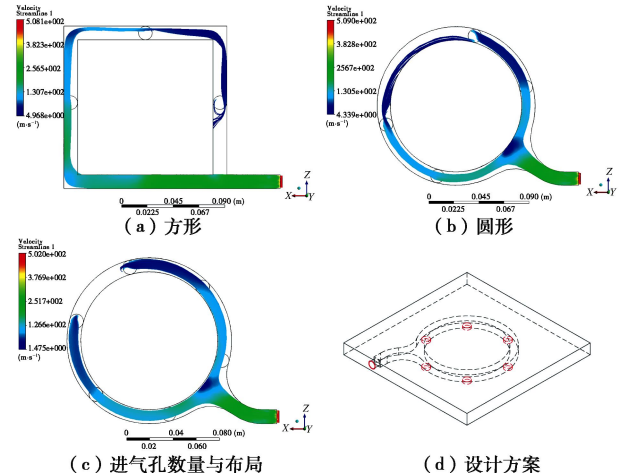 Velocity
Streamline 1
5.081e+002
3.823e+002
2.565e+002
1.307e+002
4.968e+000
(m·s⁻¹)
Z
X
Y
0
0.045
0.090 (m)
0.0225
0.067
(a)方形
Velocity
Streamline 1
5.090e+002
3.828e+002
2567e+002
1.305e+002
4.339e+000
(m·s⁻¹)
Z
X
Y
0
0.045
0.090 (m)
0.0225
0.067
(b)圆形
Velocity
Streamline 1
5.020e+002
3.769e+002
2.517e+002
1.266e+002
1.475e+000
(m·s⁻¹)
Z
X
Y
0
0.04
0.080 (m)
0.02
0.060
(c)进气孔数量与布局
(d)设计方案